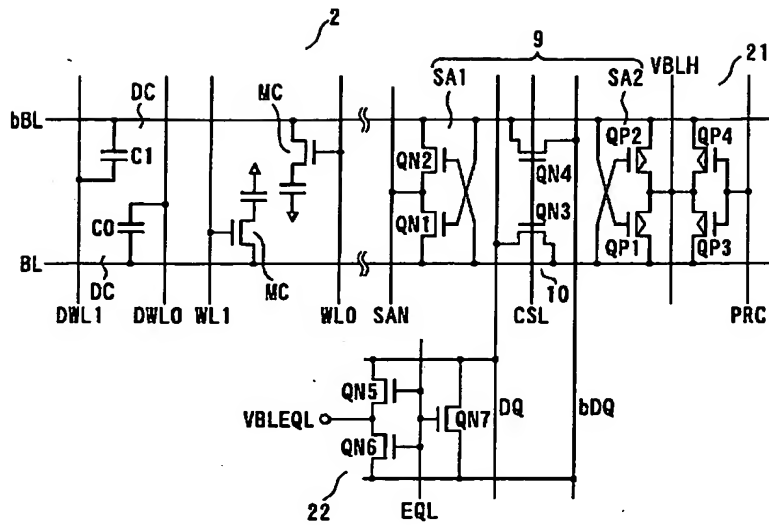 2
9
21
SA1
SA2
VBLH
bBL
DC
MC
QP2
QP4
C1
QN2
QN4
C0
QN1
QN3
QP1
QP3
BL
DC
MC
10
DWL1
DWL0
WL1
WL0
SAN
CSL
PRC
QN5
DQ
bDQ
VBLEQL
QN7
QN6
22
EQL